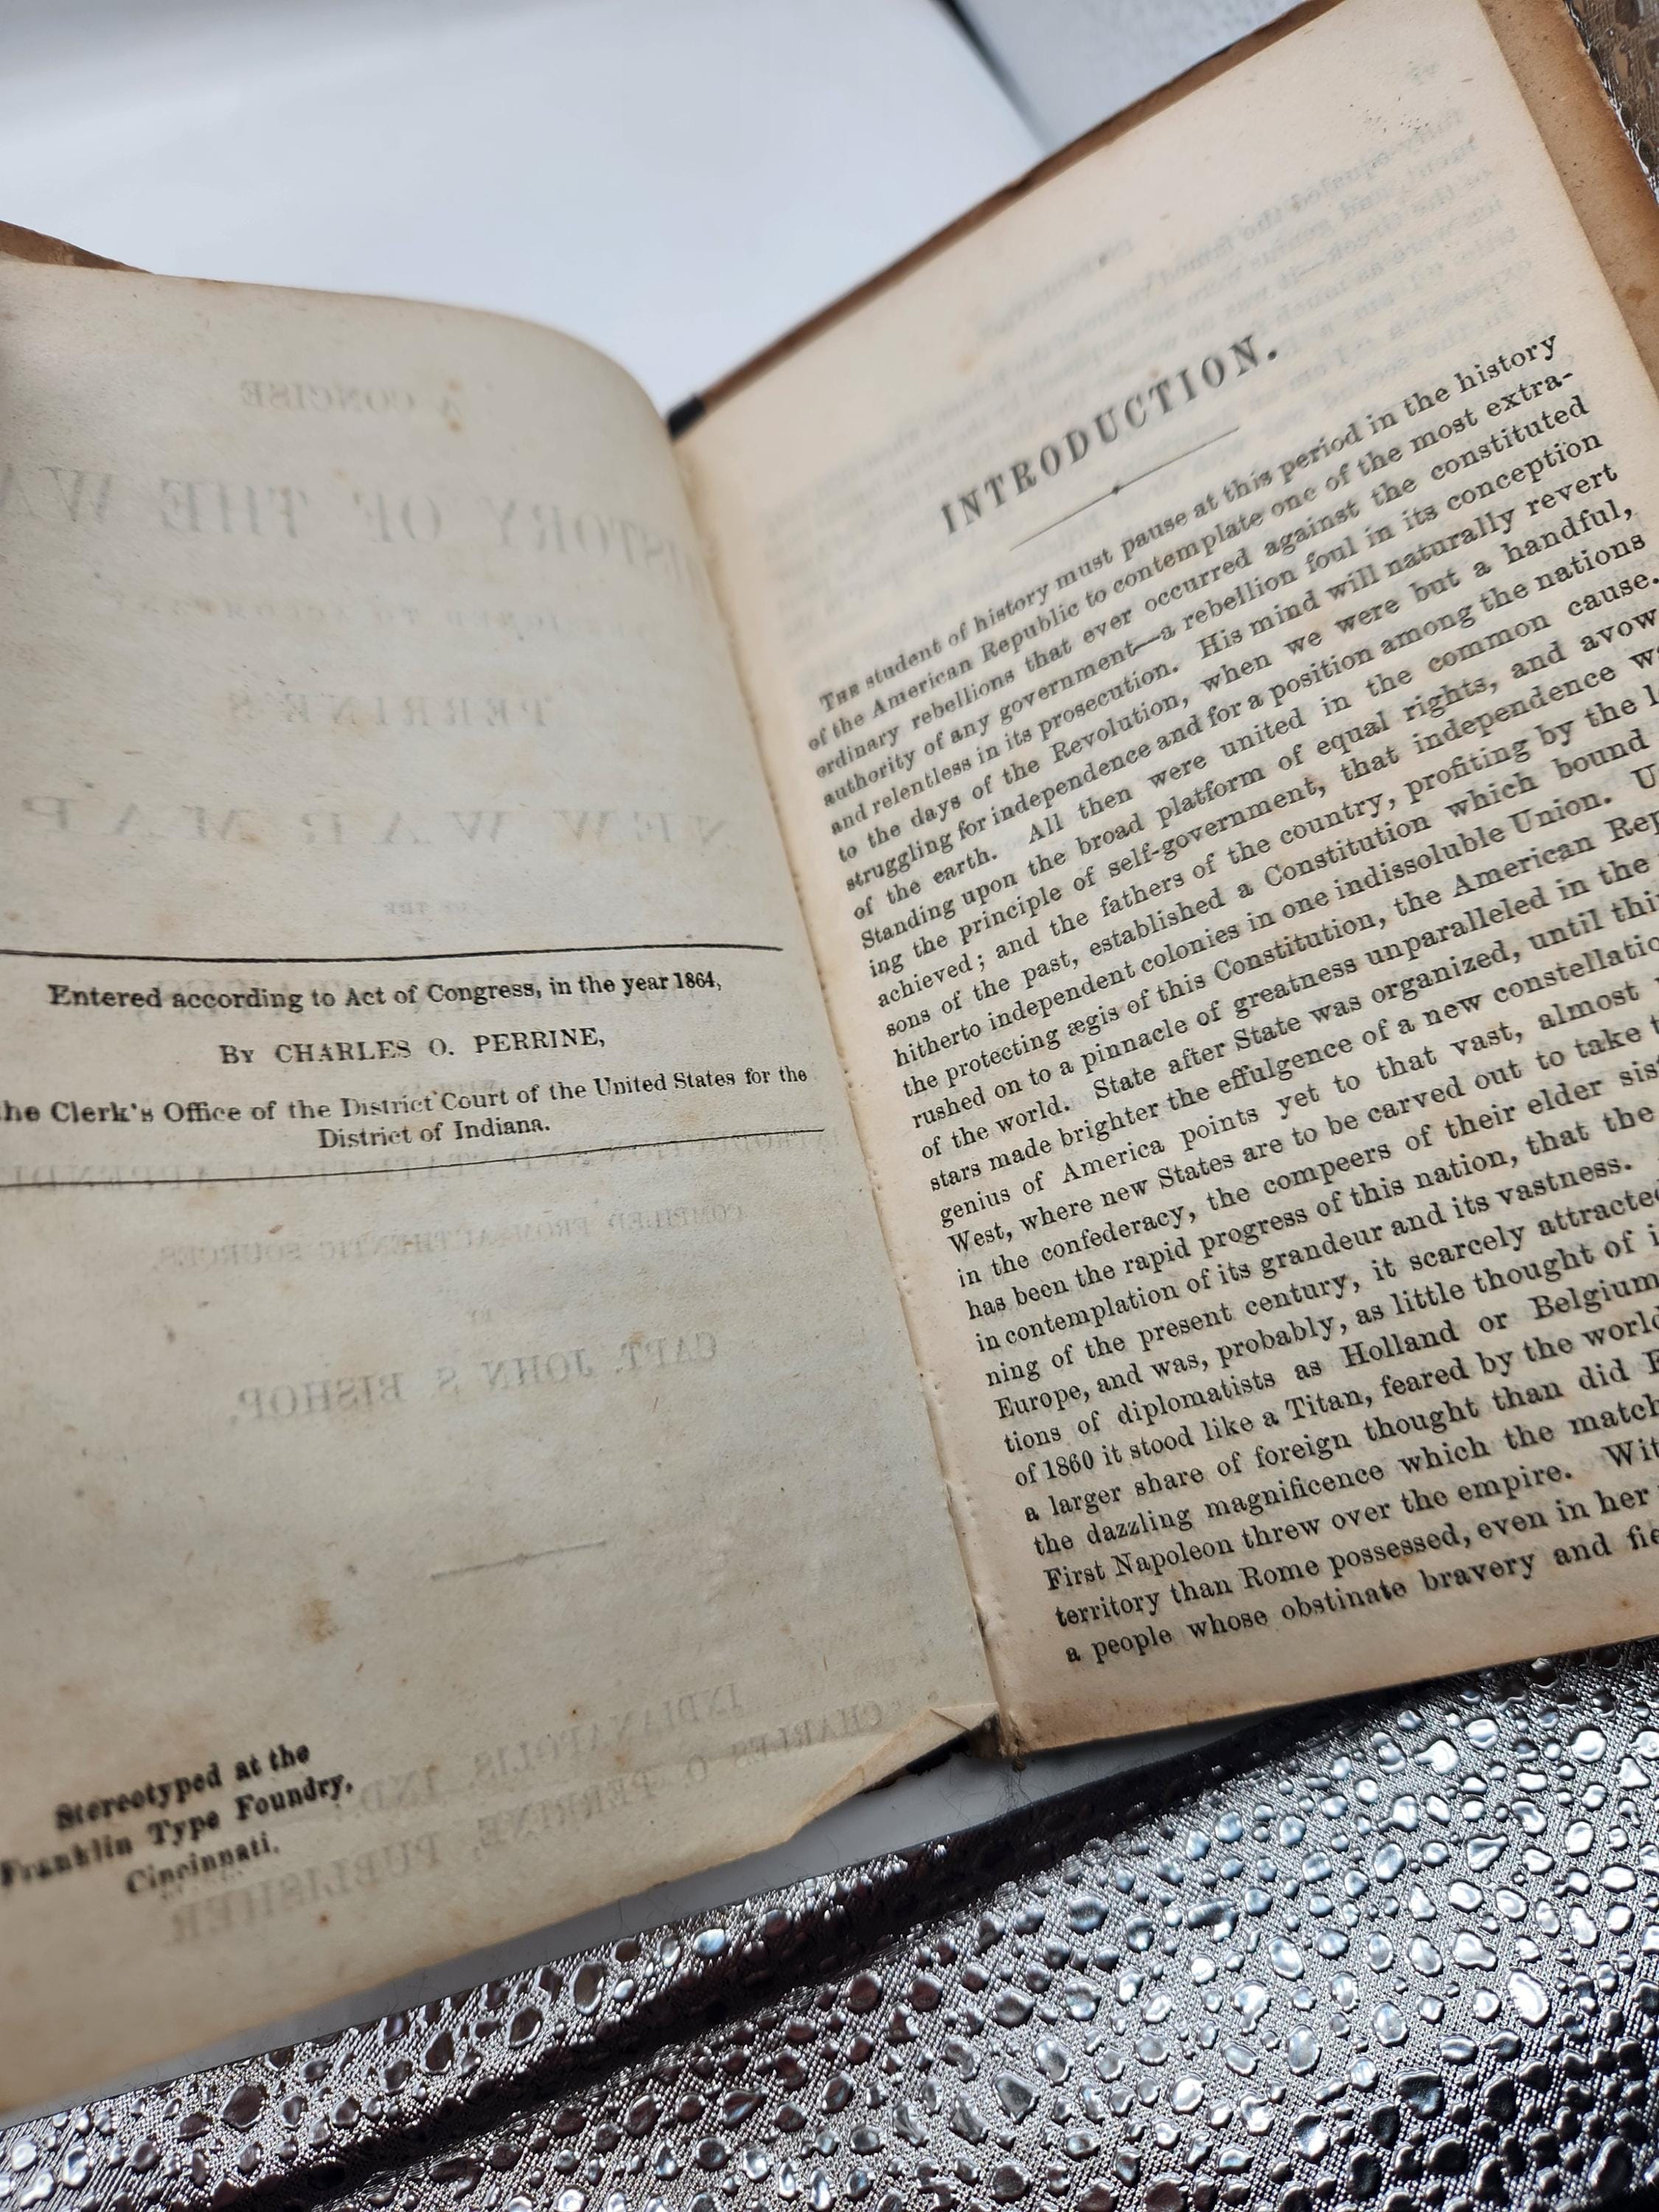 Entered according to Act of Congress, in the year 1864,
By CHARLES O. PERRINE,
the Clerk's Office of the District Court of the United States for the
District of Indiana.
Stereotyped at the
Franklin Type Foundry,
Cincinnati.
INTRODUCTION.
THE student of history must pause at this period in the history
of the American Republic to contemplate one of the most extra-
ordinary rebellions that ever occurred against the constituted
authority of any government—a rebellion foul in its conception
and relentless in its prosecution. His mind will naturally revert
to the days of the Revolution, when we were but a handful,
struggling for independence and for a position among the nations
of the earth. All then were united in the common cause.
Standing upon the broad platform of equal rights, and avow
ing the principle of self-government, that independence
achieved; and the fathers of the country, profiting by the
sons of the past, established a Constitution which bound
hitherto independent colonies in one indissoluble Union.
the protecting ægis of this Constitution, the American Rep
rushed on to a pinnacle of greatness unparalleled in the
of the world. State after State was organized, until thi
stars made brighter the effulgence of a new constellatio
genius of America points yet to that vast, almost
West, where new States are to be carved out to take
in the confederacy, the compeers of their elder sis
has been the rapid progress of this nation, that the
in contemplation of its grandeur and its vastness.
ning of the present century, it scarcely attracted
Europe, and was, probably, as little thought of i
tions of diplomatists as Holland or Belgium
of 1860 it stood like a Titan, feared by the world
a larger share of foreign thought than did
the dazzling magnificence which the match
First Napoleon threw over the empire. Wit
territory than Rome possessed, even in her
a people whose obstinate bravery and fie